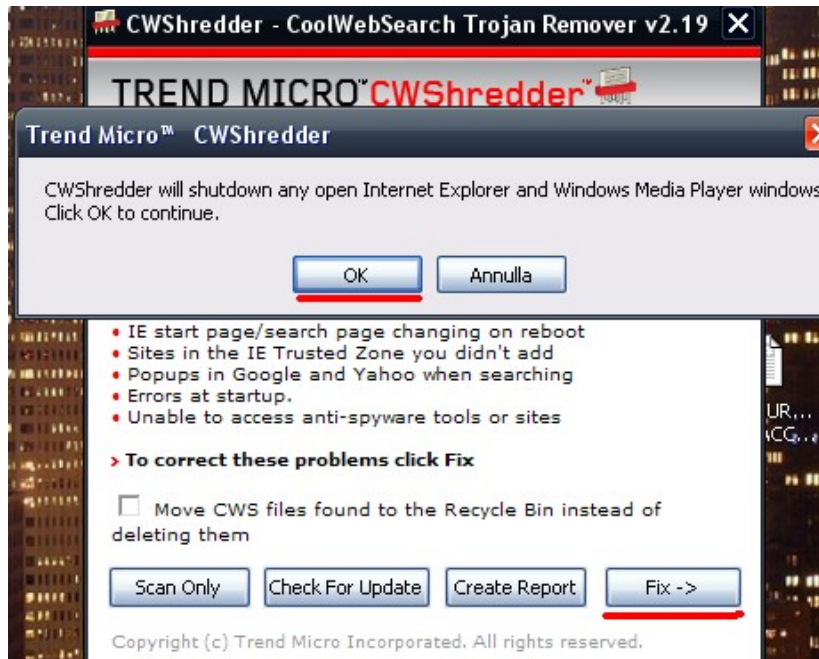 CWShredder - CoolWebSearch Trojan Remover v2.19
TREND MICRO™ CWShredder™
Trend Micro™ CWShredder
CWShredder will shutdown any open Internet Explorer and Windows Media Player windows
Click OK to continue.
OK Annulla
• IE start page/search page changing on reboot
• Sites in the IE Trusted Zone you didn't add
• Popups in Google and Yahoo when searching
• Errors at startup.
• Unable to access anti-spyware tools or sites
UR...
› To correct these problems click Fix
Move CWS files found to the Recycle Bin instead of
deleting them
Scan Only Check For Update Create Report Fix ->
Copyright (c) Trend Micro Incorporated. All rights reserved.